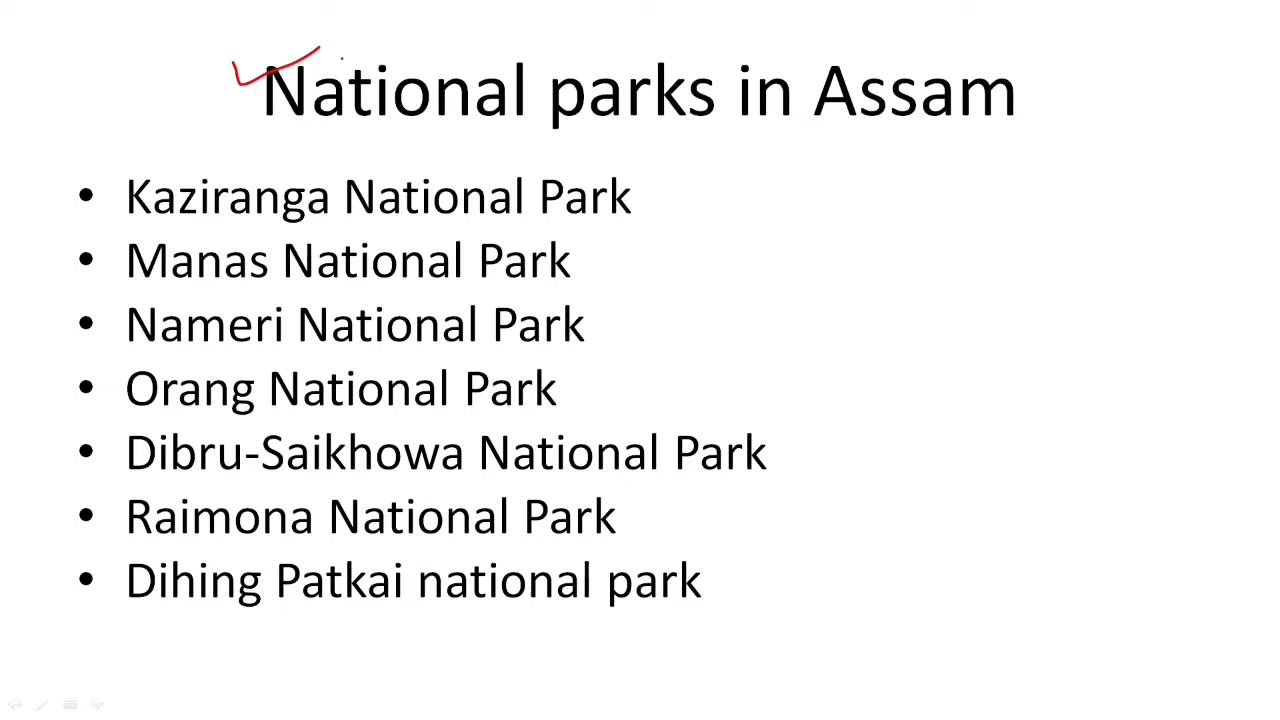 National parks in Assam
• Kaziranga National Park
• Manas National Park
• Nameri National Park
• Orang National Park
• Dibru-Saikhowa National Park
• Raimona National Park
• Dihing Patkai national park